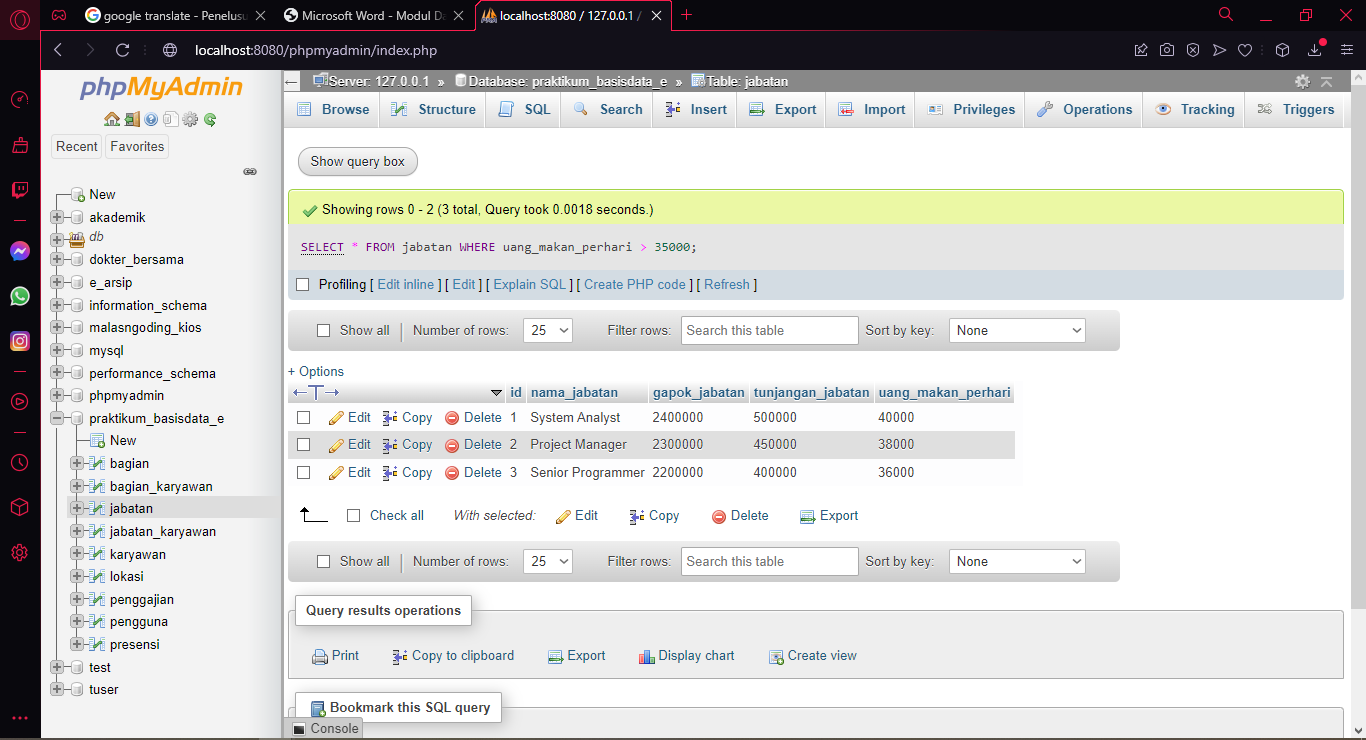 google translate - Penelusu
Microsoft Word - Modul Da
localhost:8080 / 127.0.0.1 /
localhost:8080/phpmyadmin/index.php
phpMyAdmin
Recent Favorites
New
akademik
db
dokter_bersama
e_arsip
information_schema
malasngoding_kios
mysql
performance_schema
phpmyadmin
praktikum_basisdata_e
New
bagian
bagian_karyawan
jabatan
jabatan_karyawan
karyawan
lokasi
penggajian
pengguna
presensi
test
tuser
Server: 127.0.0.1 » Database: praktikum_basisdata_e » Table: jabatan
Browse Structure SQL Search Insert Export Import Privileges Operations Tracking Triggers
Show query box
Showing rows 0 - 2 (3 total, Query took 0.0018 seconds.)
SELECT * FROM jabatan WHERE uang_makan_perhari > 35000;
Profiling [ Edit inline ] [ Edit ] [ Explain SQL ] [ Create PHP code ] [ Refresh ]
Show all | Number of rows: 25 Filter rows: Search this table Sort by key: None
+ Options
←T→ id nama_jabatan gapok_jabatan tunjangan_jabatan uang_makan_perhari
Edit Copy Delete 1 System Analyst 2400000 500000 40000
Edit Copy Delete 2 Project Manager 2300000 450000 38000
Edit Copy Delete 3 Senior Programmer 2200000 400000 36000
Check all With selected: Edit Copy Delete Export
Show all | Number of rows: 25 Filter rows: Search this table Sort by key: None
Query results operations
Print Copy to clipboard Export Display chart Create view
Bookmark this SQL query
Console